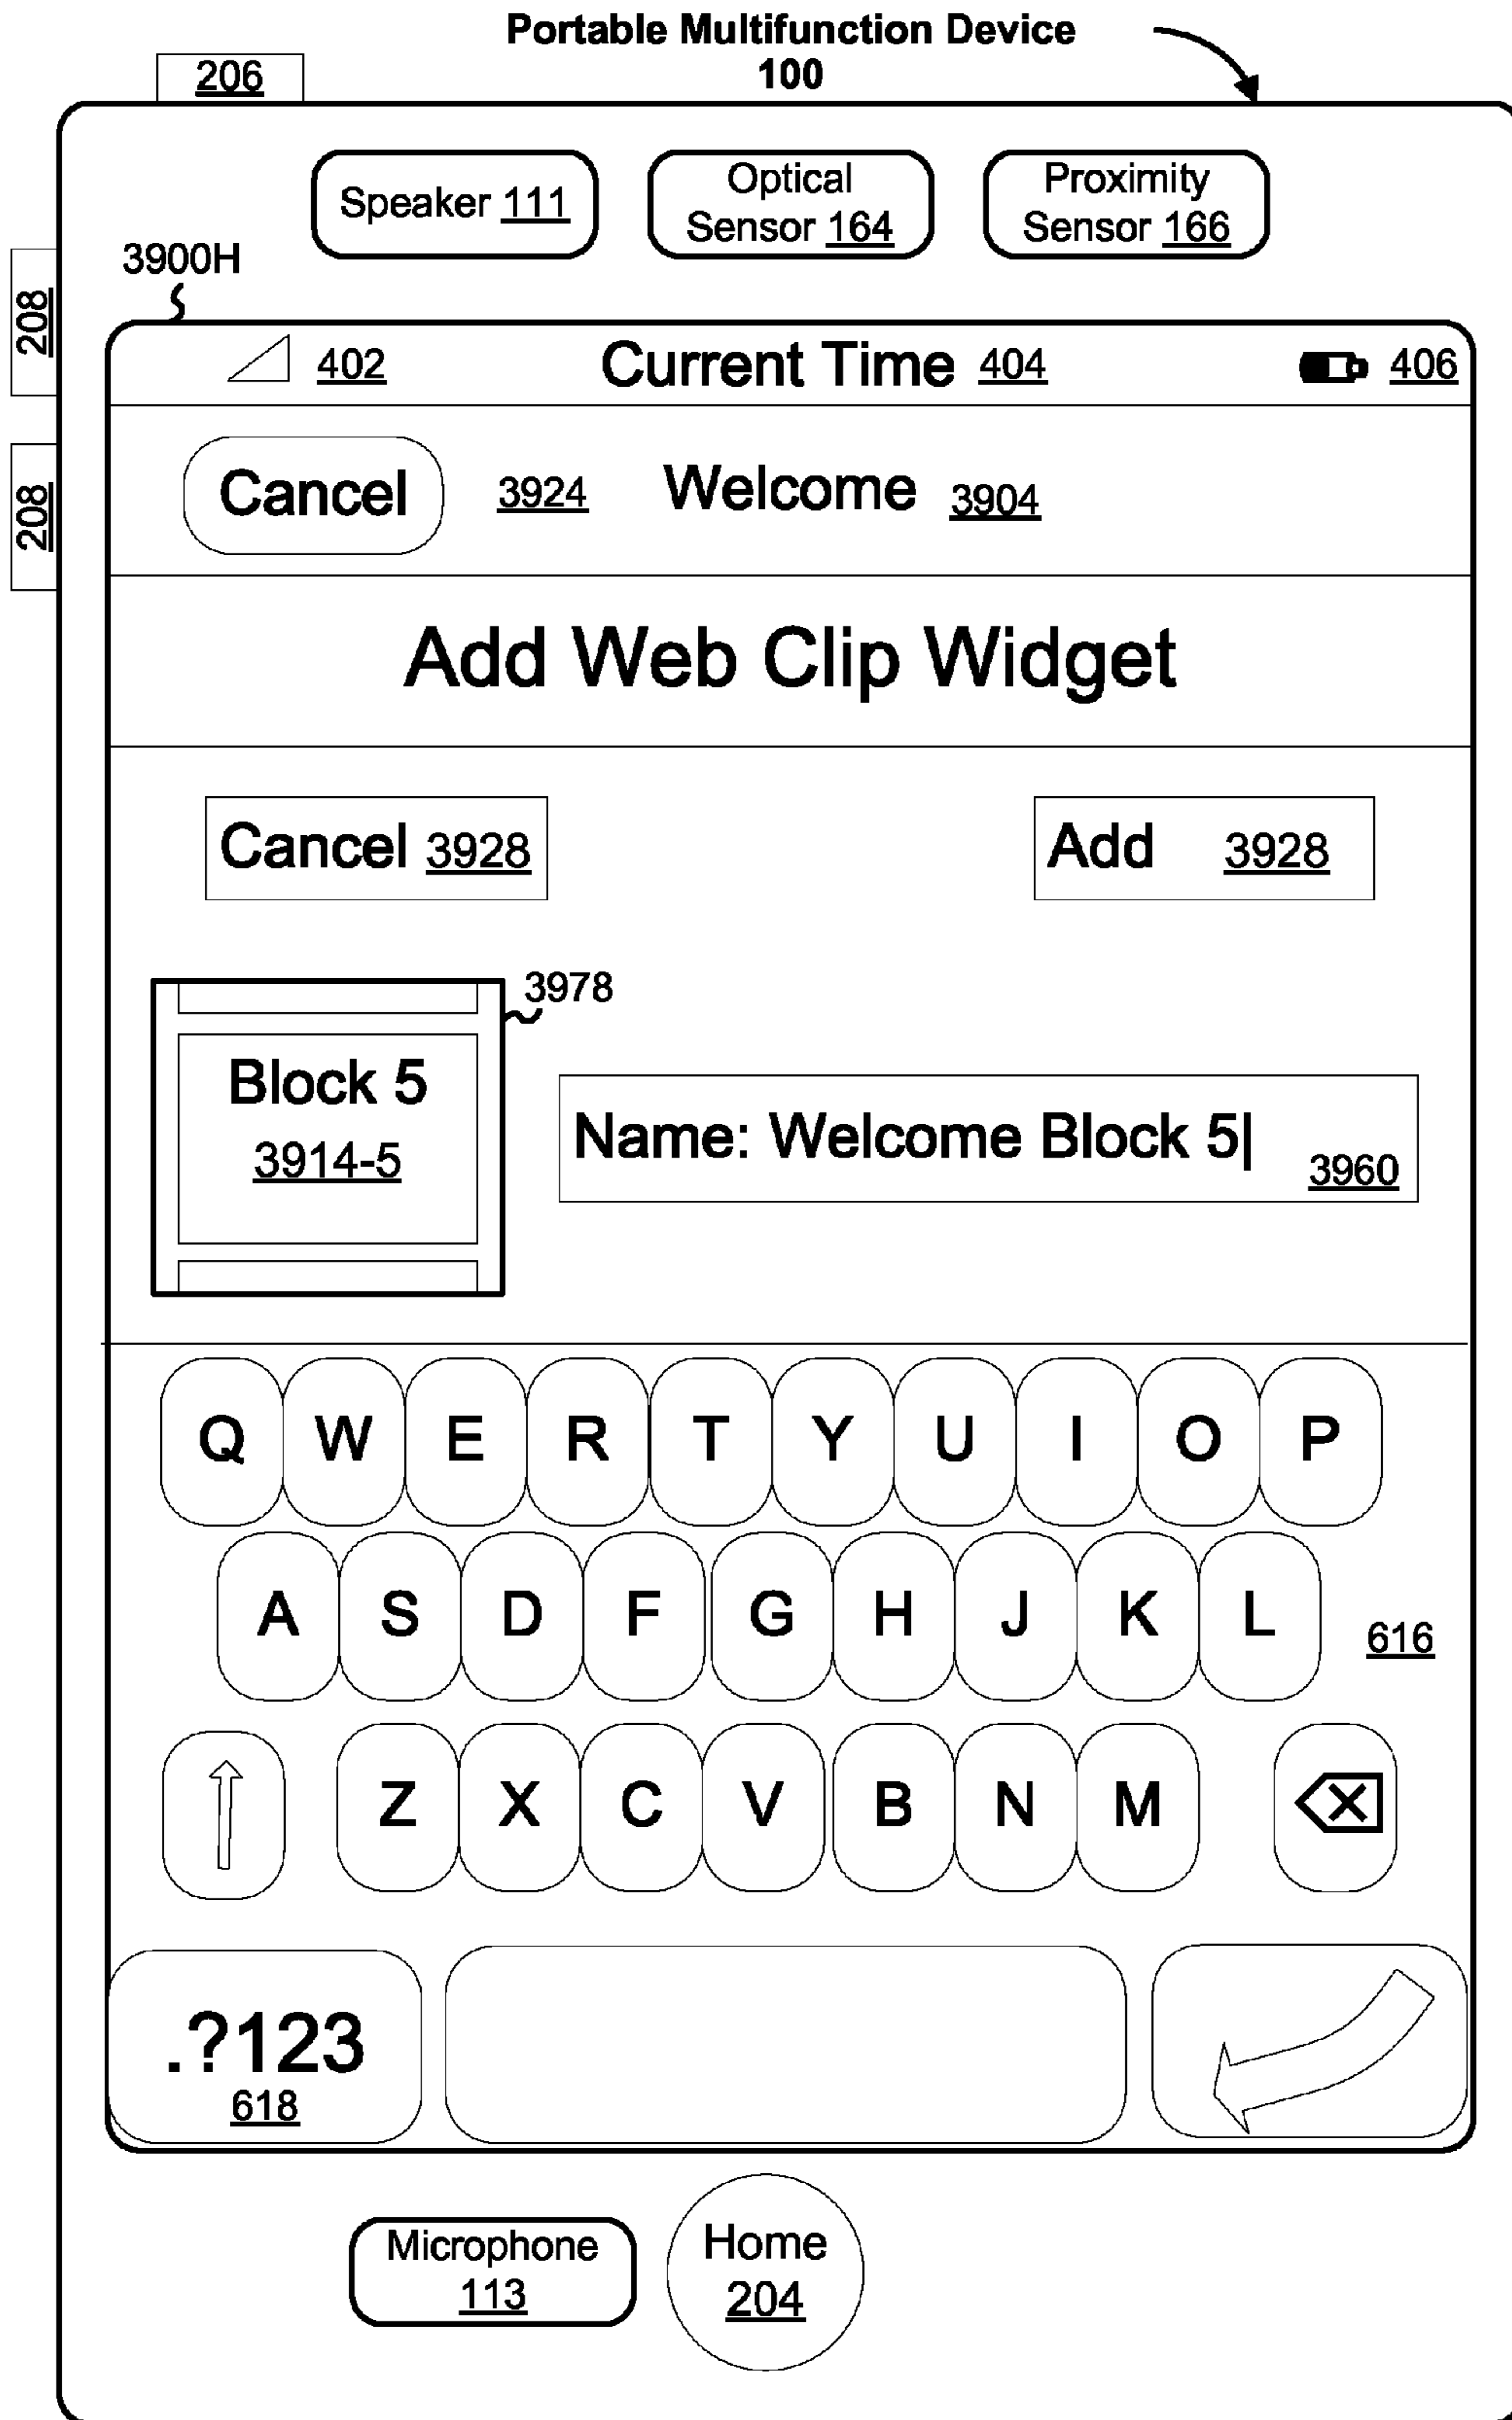 Portable Multifunction Device
100
206
Speaker 111
Optical
Sensor 164
Proximity
Sensor 166
3900H
208
208
402
Current Time 404
406
Cancel
3924
Welcome 3904
Add Web Clip Widget
Cancel 3928
Add 3928
3978
Block 5
3914-5
Name: Welcome Block 5|
3960
Q W E R T Y U I O P
A S D F G H J K L
616
Z X C V B N M
.?123
618
Microphone
113
Home
204